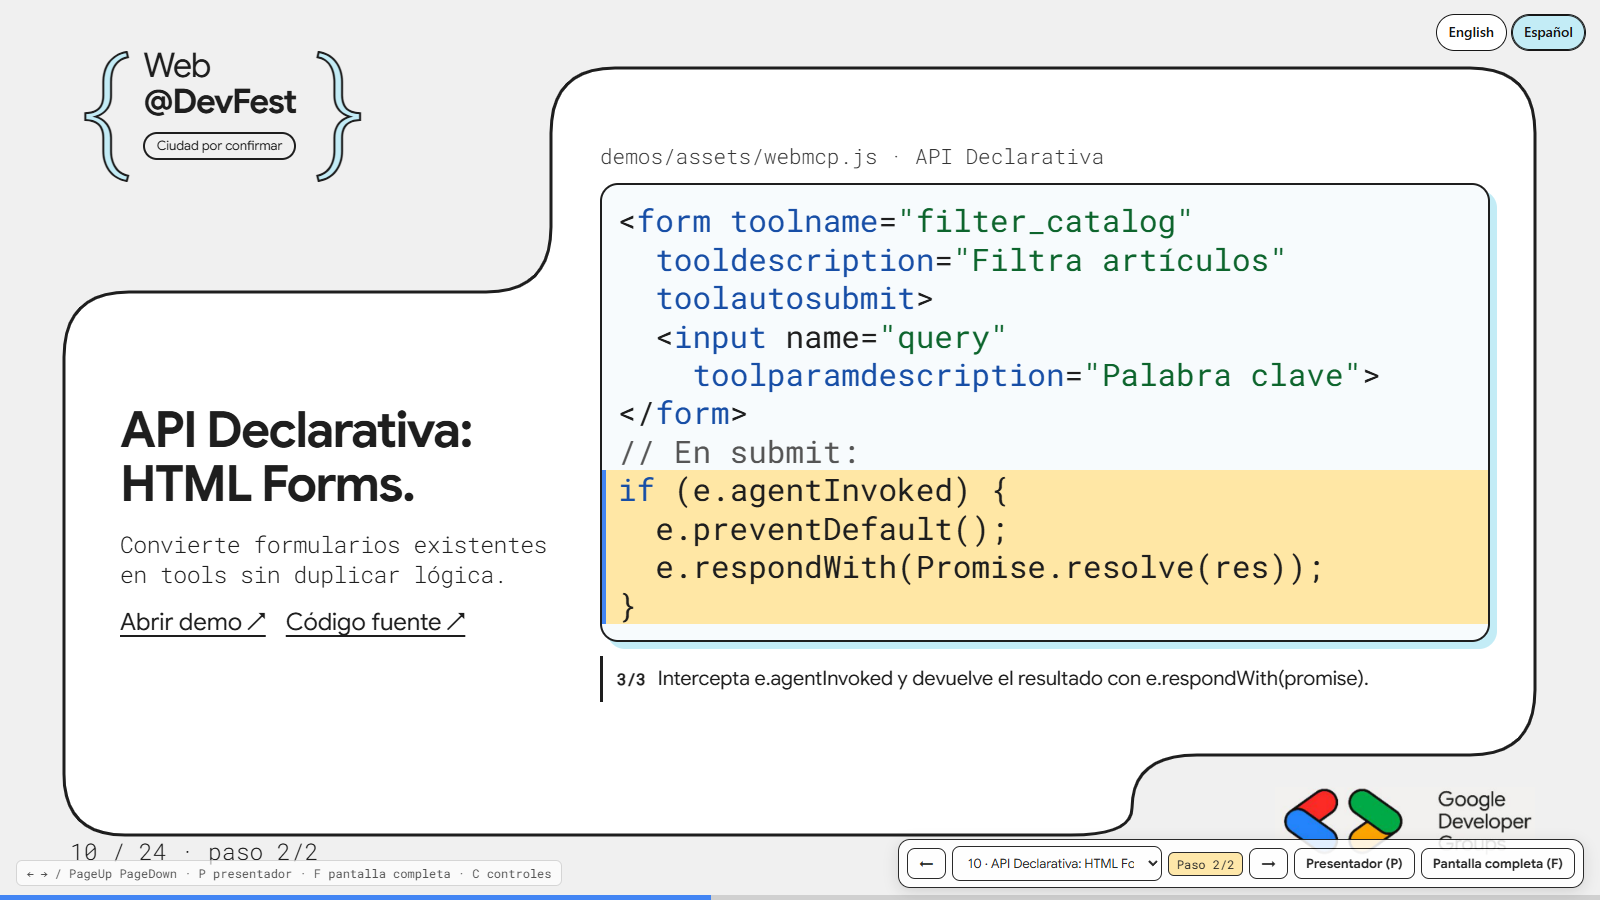 English
Español
Web
@DevFest
Ciudad por confirmar
demos/assets/webmcp.js · API Declarativa
<form toolname="filter_catalog"
  tooldescription="Filtra artículos"
  toolautosubmit>
  <input name="query"
    toolparamdescription="Palabra clave">
</form>
// En submit:
if (e.agentInvoked) {
  e.preventDefault();
  e.respondWith(Promise.resolve(res));
}
3/3 Intercepta e.agentInvoked y devuelve el resultado con e.respondWith(promise).
API Declarativa:
HTML Forms.
Convierte formularios existentes
en tools sin duplicar lógica.
Abrir demo ↗ Código fuente ↗
Google
Developer
Groups
10 / 24 · paso 2/2
← → / PageUp PageDown · P presentador · F pantalla completa · C controles
←
10 · API Declarativa: HTML Fc
Paso 2/2
→
Presentador (P)
Pantalla completa (F)